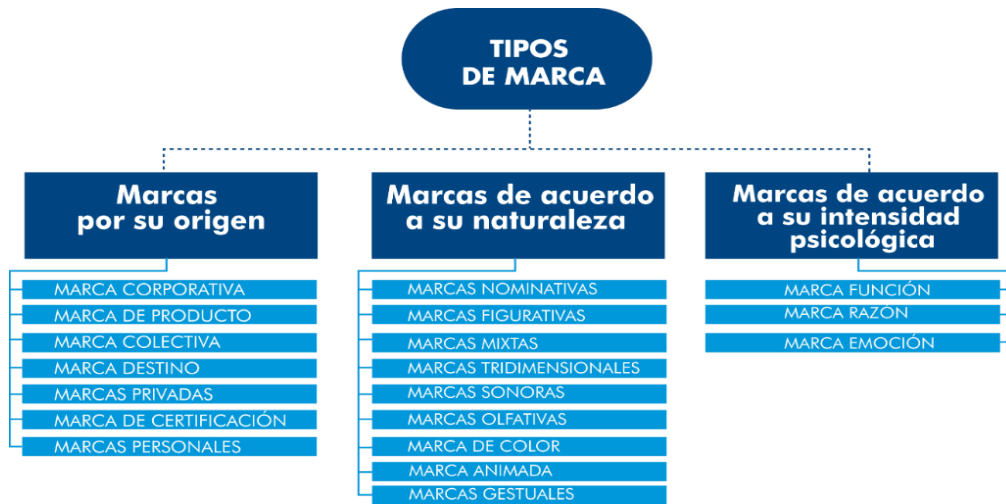 TIPOS
DE MARCA
Marcas
por su origen
MARCA CORPORATIVA
MARCA DE PRODUCTO
MARCA COLECTIVA
MARCA DESTINO
MARCAS PRIVADAS
MARCA DE CERTIFICACIÓN
MARCAS PERSONALES
Marcas de acuerdo
a su naturaleza
MARCAS NOMINATIVAS
MARCAS FIGURATIVAS
MARCAS MIXTAS
MARCAS TRIDIMENSIONALES
MARCAS SONORAS
MARCAS OLFATIVAS
MARCA DE COLOR
MARCA ANIMADA
MARCAS GESTUALES
Marcas de acuerdo
a su intensidad
psicológica
MARCA FUNCIÓN
MARCA RAZÓN
MARCA EMOCIÓN